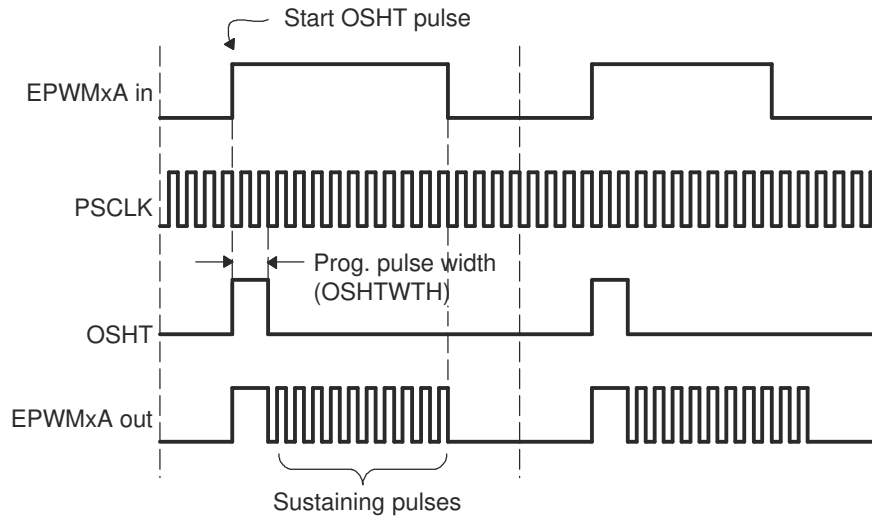 Start OSHT pulse
EPWMxA in
PSCLK
Prog. pulse width
(OSHTWTH)
OSHT
EPWMxA out
Sustaining pulses